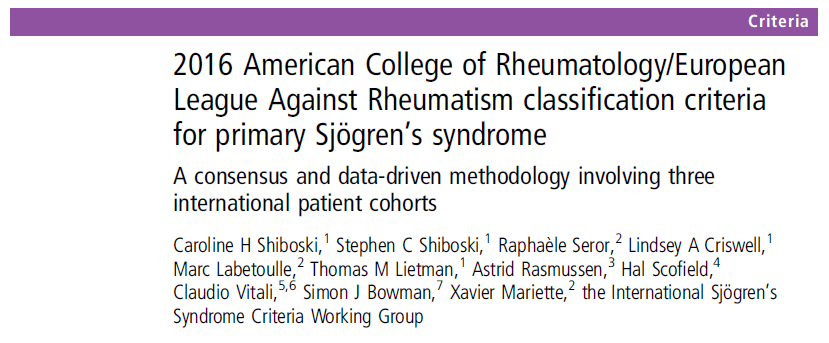 Criteria
2016 American College of Rheumatology/European
League Against Rheumatism classification criteria
for primary Sjögren's syndrome
A consensus and data-driven methodology involving three
international patient cohorts
Caroline H Shiboski,¹ Stephen C Shiboski,¹ Raphaèle Seror,² Lindsey A Criswell,¹
Marc Labetoulle,² Thomas M Lietman,¹ Astrid Rasmussen,³ Hal Scofield,⁴
Claudio Vitali,⁵,⁶ Simon J Bowman,⁷ Xavier Mariette,² the International Sjögren's
Syndrome Criteria Working Group